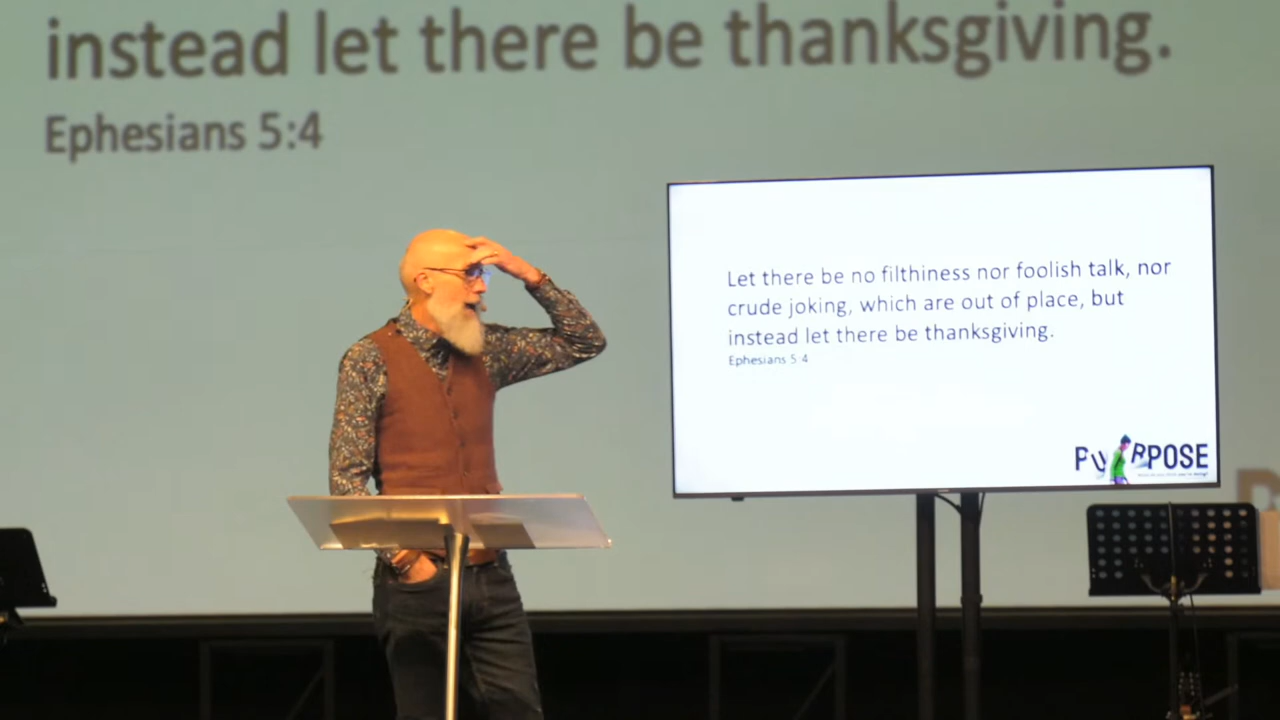 instead let there be thanksgiving.
Ephesians 5:4
Let there be no filthiness nor foolish talk, nor
crude joking, which are out of place, but
instead let there be thanksgiving.
Ephesians 5:4
PURPOSE